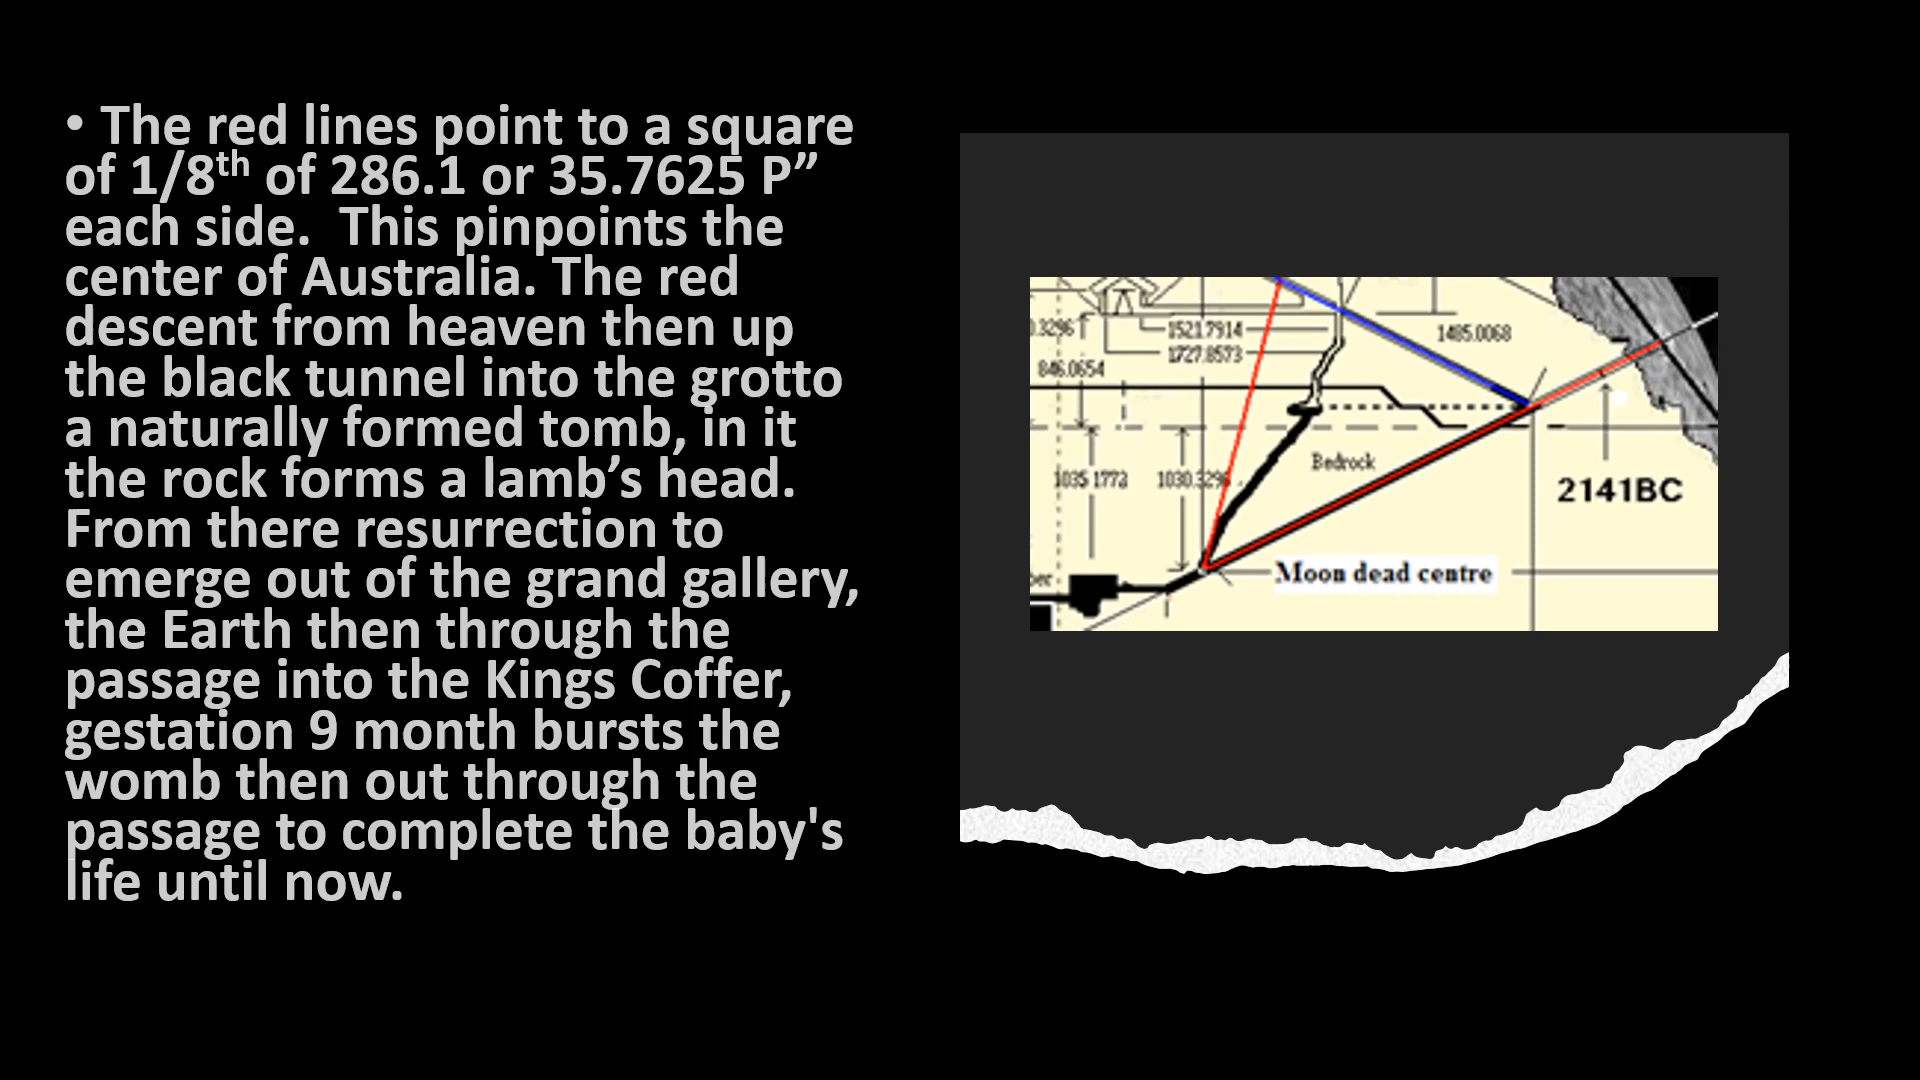 • The red lines point to a square
of 1/8th of 286.1 or 35.7625 P”
each side.  This pinpoints the
center of Australia. The red
descent from heaven then up
the black tunnel into the grotto
a naturally formed tomb, in it
the rock forms a lamb’s head.
From there resurrection to
emerge out of the grand gallery,
the Earth then through the
passage into the Kings Coffer,
gestation 9 month bursts the
womb then out through the
passage to complete the baby's
life until now.
1521.7914
1727.8573
1485.0068
846.0654
Bedrock
1035.1773
1030.3296
2141BC
Moon dead centre